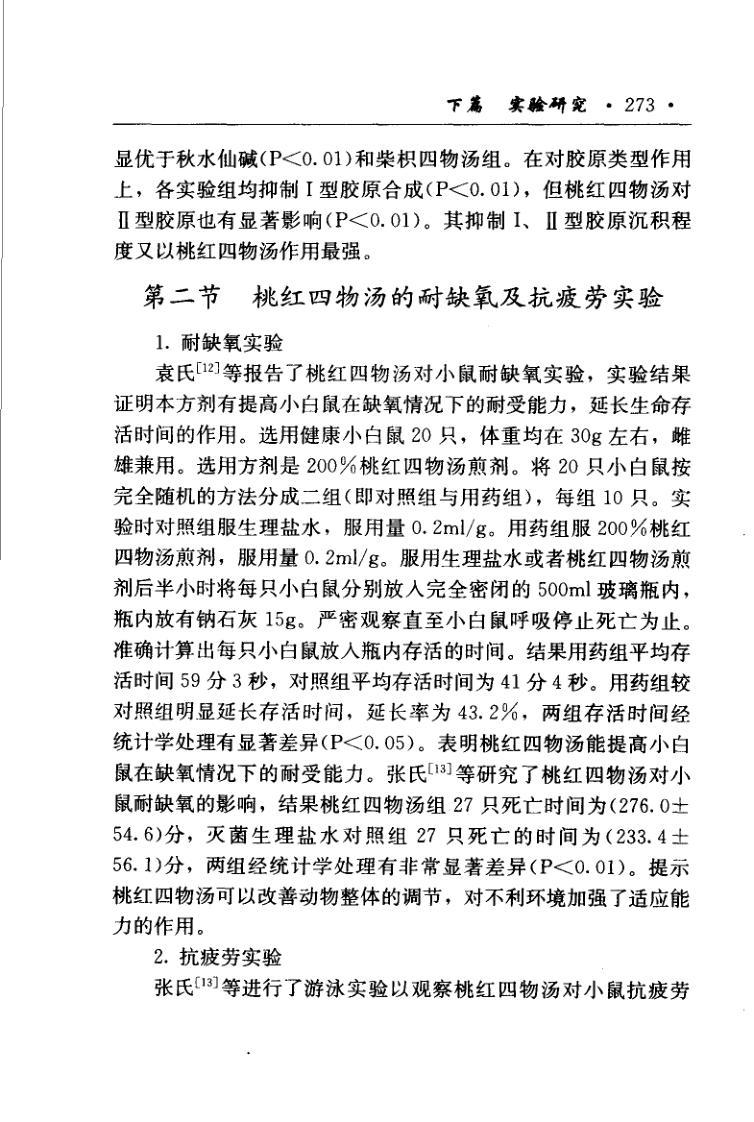 下篇 实验研究 · 273 ·
显优于秋水仙碱(P<0.01)和柴枳四物汤组。在对胶原类型作用
上，各实验组均抑制Ⅰ型胶原合成(P<0.01)，但桃红四物汤对
Ⅱ型胶原也有显著影响(P<0.01)。其抑制Ⅰ、Ⅱ型胶原沉积程
度又以桃红四物汤作用最强。
第二节 桃红四物汤的耐缺氧及抗疲劳实验
1. 耐缺氧实验
袁氏[12]等报告了桃红四物汤对小鼠耐缺氧实验，实验结果
证明本方剂有提高小白鼠在缺氧情况下的耐受能力，延长生命存
活时间的作用。选用健康小白鼠 20 只，体重均在 30g 左右，雌
雄兼用。选用方剂是 200%桃红四物汤煎剂。将 20 只小白鼠按
完全随机的方法分成二组(即对照组与用药组)，每组 10 只。实
验时对照组服生理盐水，服用量 0.2ml/g。用药组服 200%桃红
四物汤煎剂，服用量 0.2ml/g。服用生理盐水或者桃红四物汤煎
剂后半小时将每只小白鼠分别放入完全密闭的 500ml 玻璃瓶内，
瓶内放有钠石灰 15g。严密观察直至小白鼠呼吸停止死亡为止。
准确计算出每只小白鼠放入瓶内存活的时间。结果用药组平均存
活时间 59 分 3 秒，对照组平均存活时间为 41 分 4 秒。用药组较
对照组明显延长存活时间，延长率为 43.2%，两组存活时间经
统计学处理有显著差异(P<0.05)。表明桃红四物汤能提高小白
鼠在缺氧情况下的耐受能力。张氏[13]等研究了桃红四物汤对小
鼠耐缺氧的影响，结果桃红四物汤组 27 只死亡时间为(276.0±
54.6)分，灭菌生理盐水对照组 27 只死亡的时间为(233.4±
56.1)分，两组经统计学处理有非常显著差异(P<0.01)。提示
桃红四物汤可以改善动物整体的调节，对不利环境加强了适应能
力的作用。
2. 抗疲劳实验
张氏[13]等进行了游泳实验以观察桃红四物汤对小鼠抗疲劳